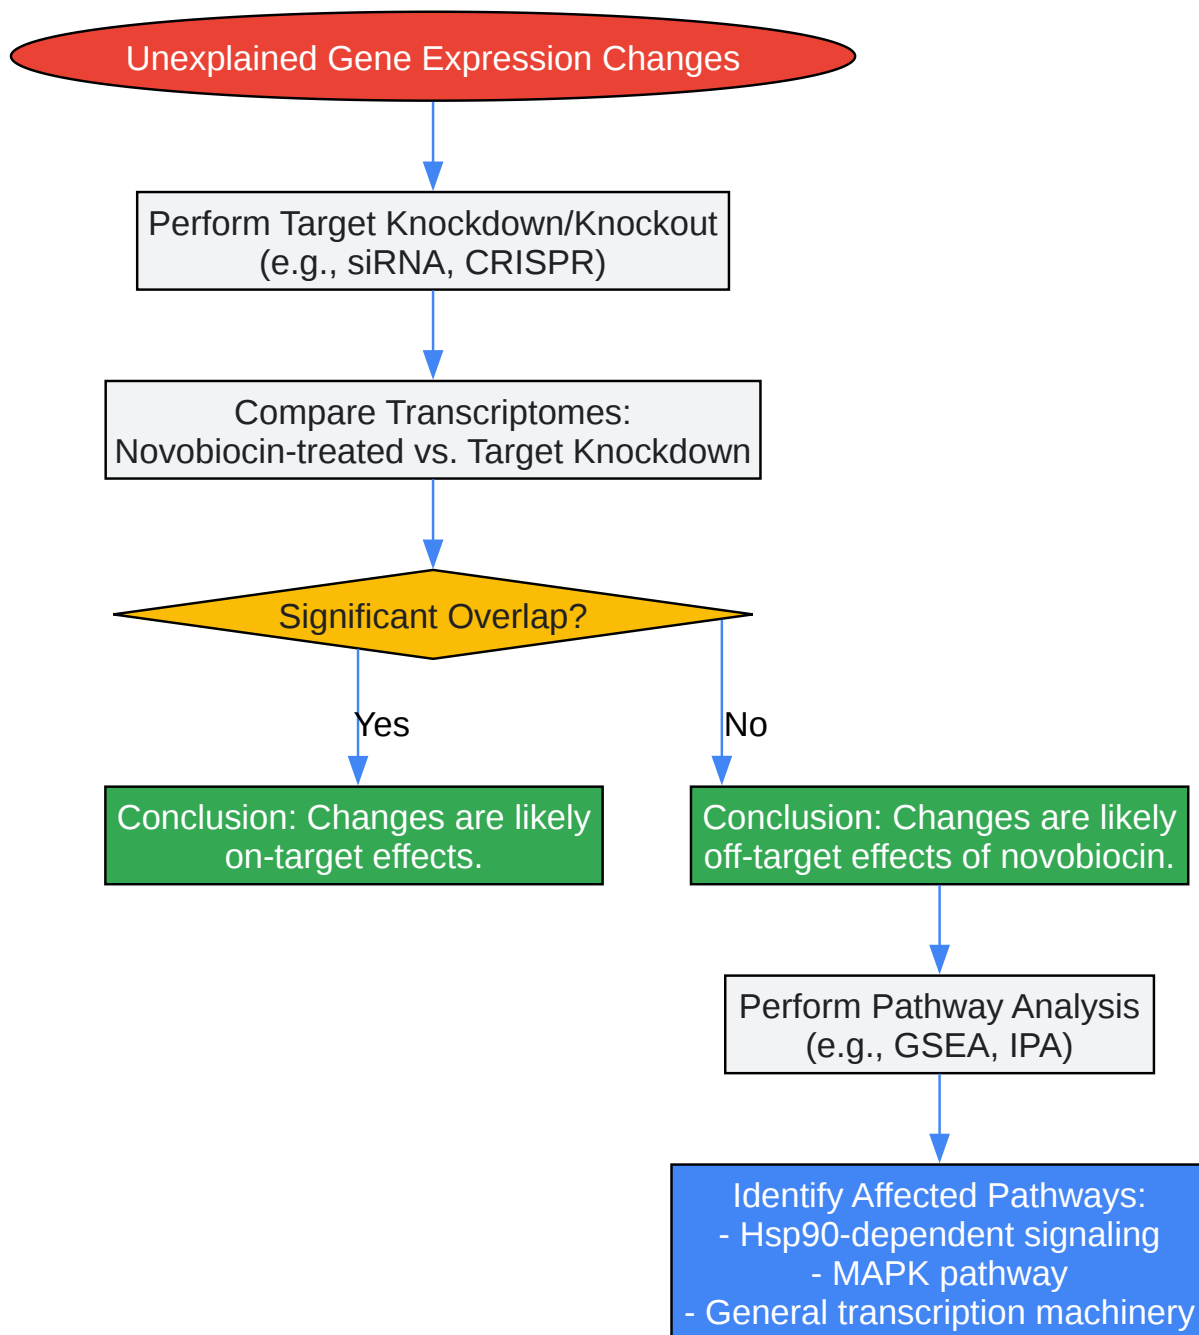 Unexplained Gene Expression Changes
Perform Target Knockdown/Knockout
(e.g., siRNA, CRISPR)
Compare Transcriptomes:
Novobiocin-treated vs. Target Knockdown
Significant Overlap?
Yes
No
Conclusion: Changes are likely
on-target effects.
Conclusion: Changes are likely
off-target effects of novobiocin.
Perform Pathway Analysis
(e.g., GSEA, IPA)
Identify Affected Pathways:
- Hsp90-dependent signaling
- MAPK pathway
- General transcription machinery